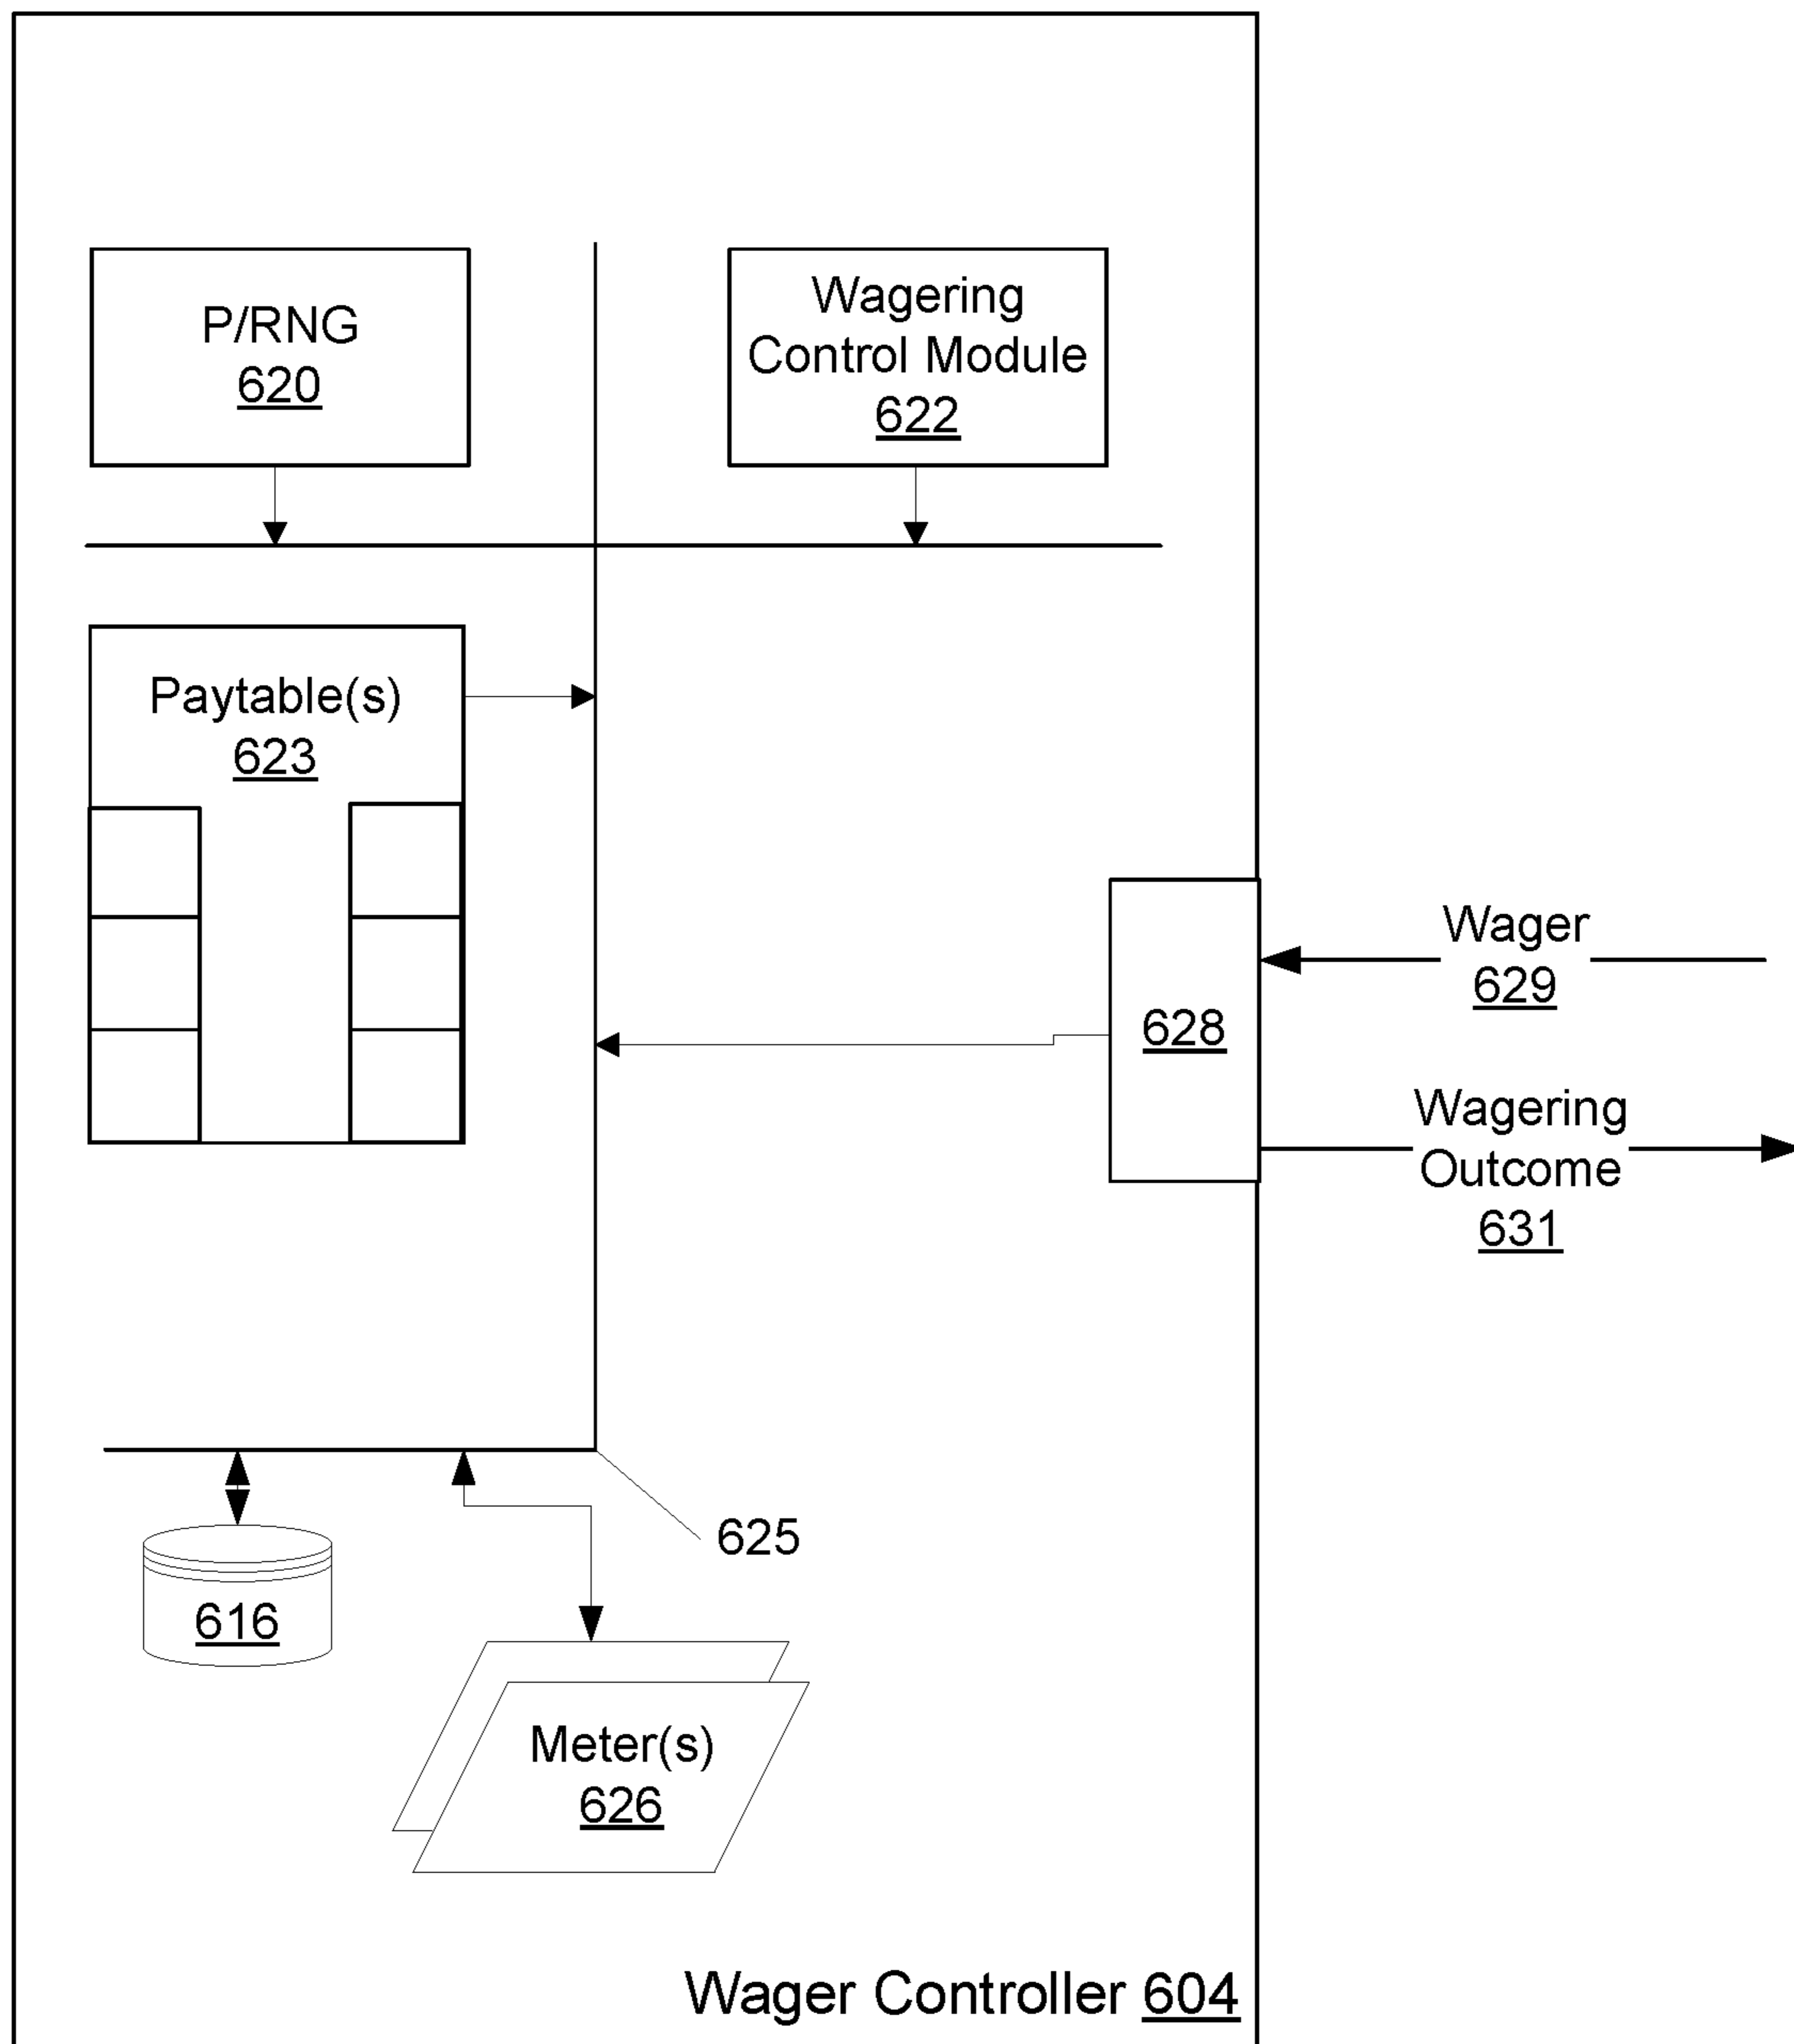 P/RNG
620
Wagering
Control Module
622
Paytable(s)
623
628
Wager
629
Wagering
Outcome
631
625
616
Meter(s)
626
Wager Controller 604